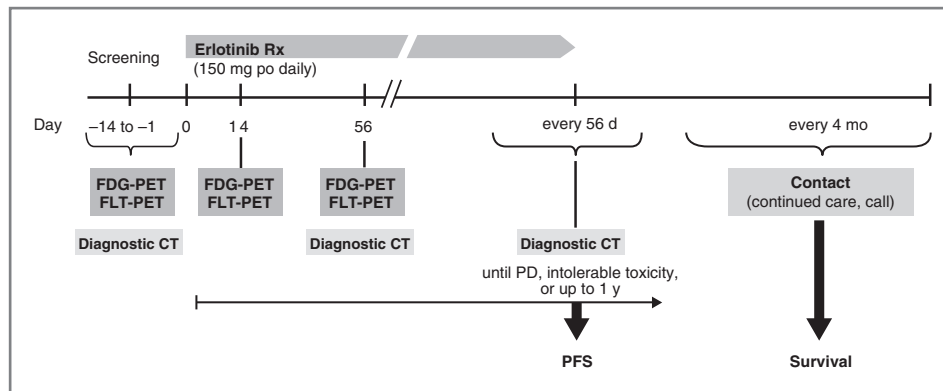 Erlotinib Rx
Screening
(150 mg po daily)
Day
–14 to –1
0
14
56
every 56 d
every 4 mo
FDG-PET
FLT-PET
FDG-PET
FLT-PET
FDG-PET
FLT-PET
Contact
(continued care, call)
Diagnostic CT
Diagnostic CT
Diagnostic CT
until PD, intolerable toxicity,
or up to 1 y
PFS
Survival